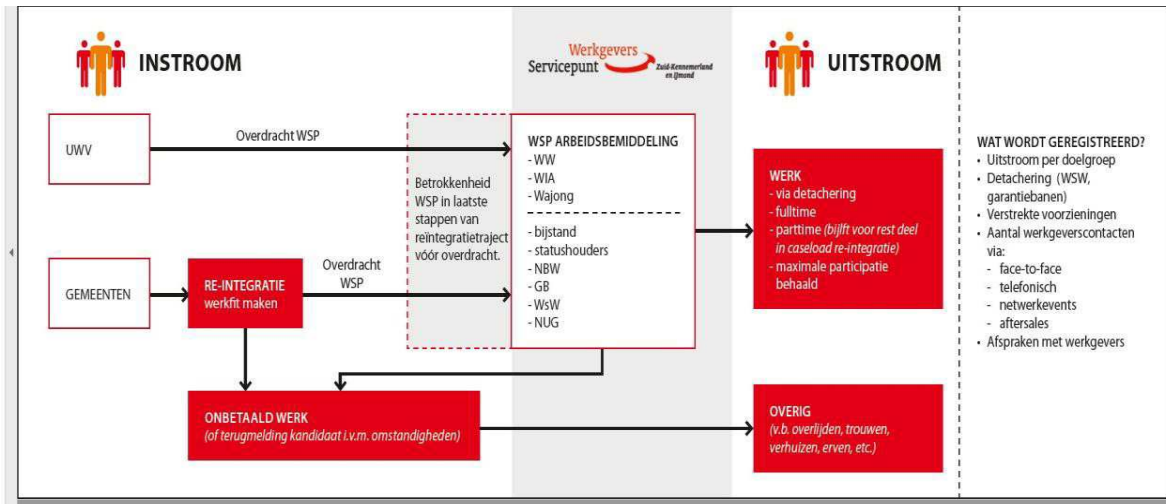 INSTROOM
Werkgevers
Servicepunt
Zuid-Kennemerland
en IJmond
UITSTROOM
UWV
Overdracht WSP
Betrokkenheid
WSP in laatste
stappen van
reïntegratietraject
vóór overdracht.
WSP ARBEIDSBEMIDDELING
- WW
- WIA
- Wajong
- bijstand
- statushouders
- NBW
- GB
- WsW
- NUG
GEMEENTEN
RE-INTEGRATIE
werkfit maken
Overdracht
WSP
WERK
- via detachering
- fulltime
- parttime (bijlft voor rest deel
in caseload re-integratie)
- maximale participatie
behaald
ONBETAALD WERK
(of terugmelding kandidaat i.v.m. omstandigheden)
OVERIG
(v.b. overlijden, trouwen,
verhuizen, erven, etc.)
WAT WORDT GEREGISTREERD?
• Uitstroom per doelgroep
• Detachering (WSW,
garantiebanen)
• Verstrekte voorzieningen
• Aantal werkgeverscontacten
via:
- face-to-face
- telefonisch
- netwerkevents
- aftersales
• Afspraken met werkgevers